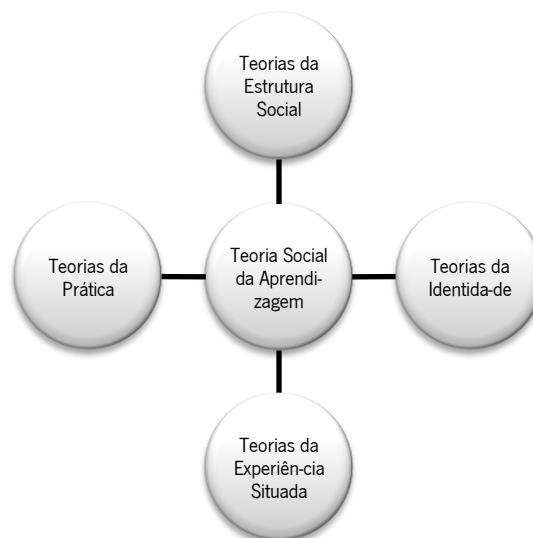 Teorias da
Estrutura
Social
Teorias da
Prática
Teoria Social
da Aprendi-
zagem
Teorias da
Identida-de
Teorias da
Experiên-cia
Situada